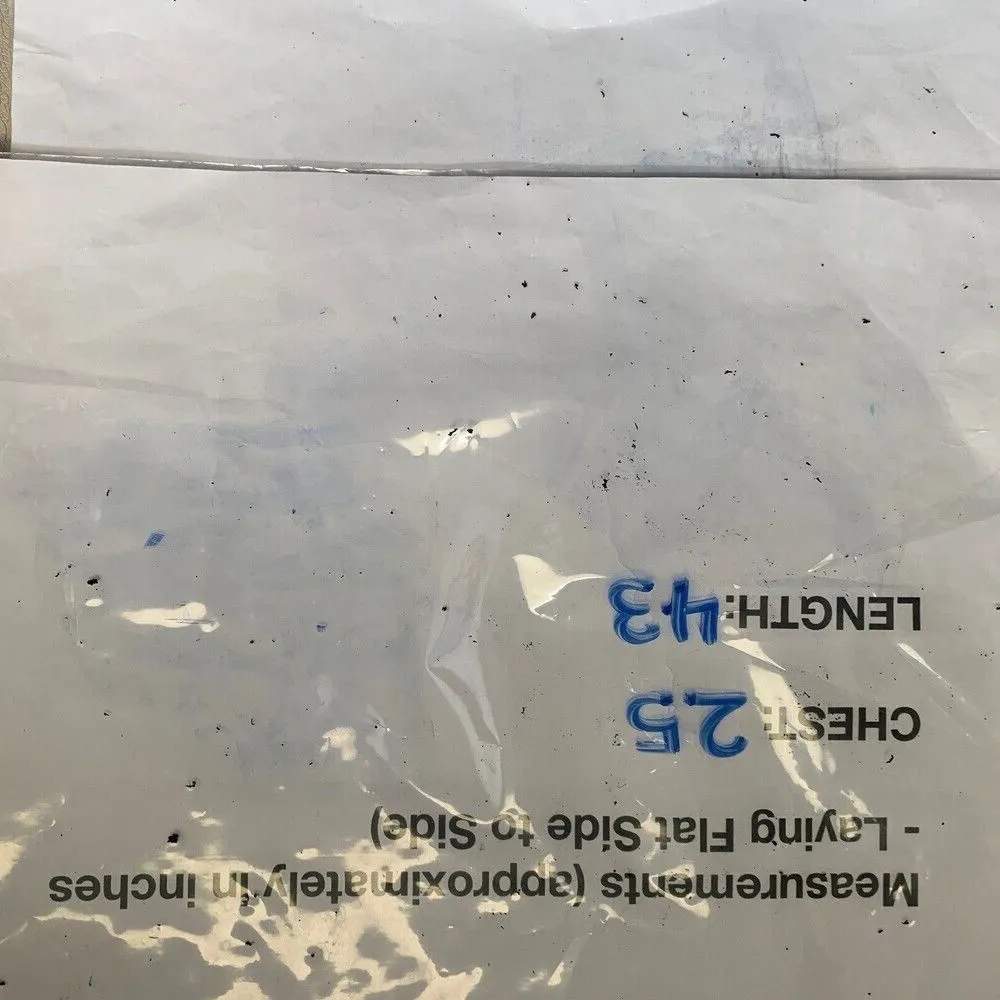 Measurements (approximately in inches
- Laying Flat Side to Side)
CHEST: 25
LENGTH: 43